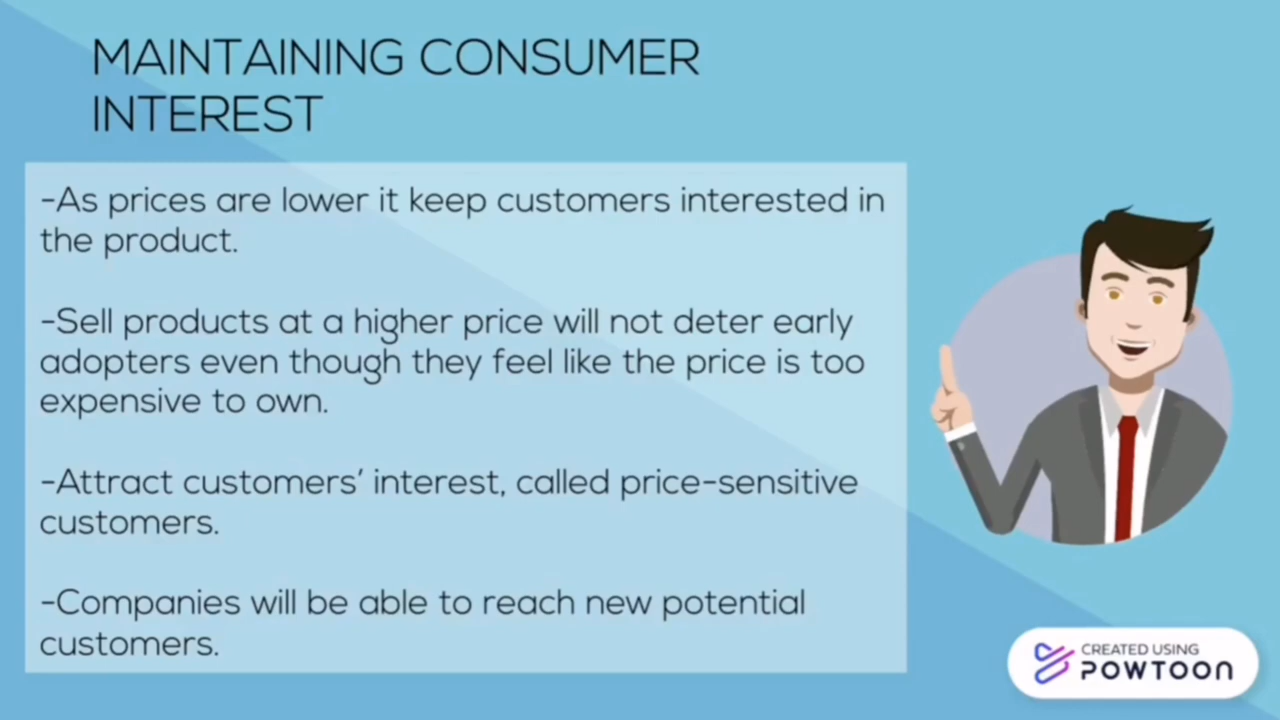 MAINTAINING CONSUMER
INTEREST
-As prices are lower it keep customers interested in
the product.
-Sell products at a higher price will not deter early
adopters even though they feel like the price is too
expensive to own.
-Attract customers’ interest, called price-sensitive
customers.
-Companies will be able to reach new potential
customers.
CREATED USING
POWTOON